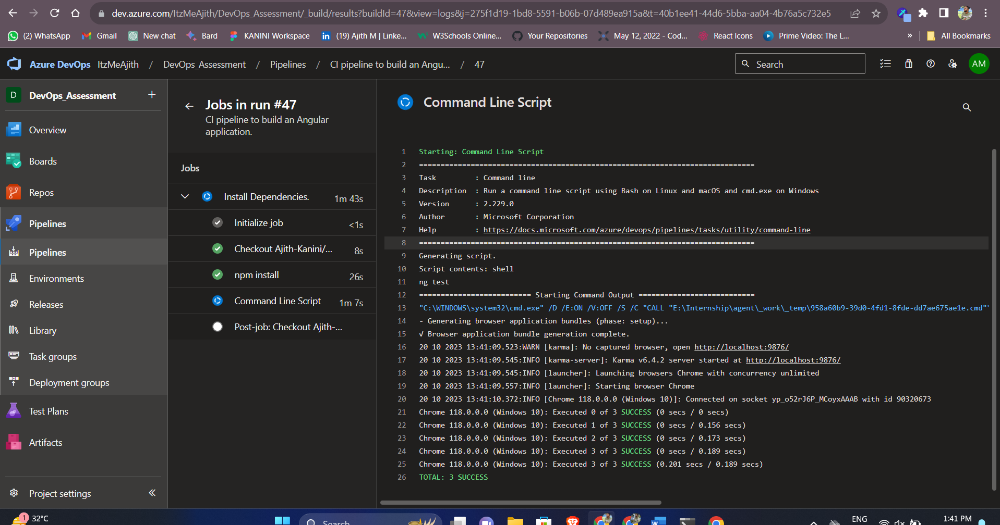 dev.azure.com/ItzMeAjith/DevOps_Assessment/_build/results?buildId=47&view=logs&j=275f1d19-1bd8-5591-b06b-07d489ea915a&t=40b1ee41-44d6-5bba-aa04-4b76a5c732e5
(2) WhatsApp
Gmail
New chat
Bard
KANINI Workspace
(19) Ajith M | Linke...
W3Schools Online...
Your Repositories
May 12, 2022 - Cod...
React Icons
Prime Video: The L...
»
All Bookmarks
Azure DevOps ItzMeAjith / DevOps_Assessment / Pipelines / CI pipeline to build an Angu... / 47
Search
AM
D DevOps_Assessment +
Overview
Boards
Repos
Pipelines
Pipelines
Environments
Releases
Library
Task groups
Deployment groups
Test Plans
Artifacts
Project settings
Jobs in run #47
CI pipeline to build an Angular
application.
Jobs
Install Dependencies. 1m 43s
Initialize job <1s
Checkout Ajith-Kanini/... 8s
npm install 26s
Command Line Script 1m 7s
Post-job: Checkout Ajith-...
Command Line Script
1 Starting: Command Line Script
2 ==============================================================================
3 Task : Command line
4 Description : Run a command line script using Bash on Linux and macOS and cmd.exe on Windows
5 Version : 2.229.0
6 Author : Microsoft Corporation
7 Help : https://docs.microsoft.com/azure/devops/pipelines/tasks/utility/command-line
8 ==============================================================================
9 Generating script.
10 Script contents: shell
11 ng test
12 ========================== Starting Command Output ===========================
13 "C:\WINDOWS\system32\cmd.exe" /D /E:ON /V:OFF /S /C "CALL "E:\Internship\agent\_work\_temp\958a60b9-39d0-4fd1-8fde-dd7ae675ae1e.cmd""
14 - Generating browser application bundles (phase: setup)...
15 √ Browser application bundle generation complete.
16 20 10 2023 13:41:09.523:WARN [karma]: No captured browser, open http://localhost:9876/
17 20 10 2023 13:41:09.545:INFO [karma-server]: Karma v6.4.2 server started at http://localhost:9876/
18 20 10 2023 13:41:09.545:INFO [launcher]: Launching browsers Chrome with concurrency unlimited
19 20 10 2023 13:41:09.557:INFO [launcher]: Starting browser Chrome
20 20 10 2023 13:41:10.372:INFO [Chrome 118.0.0.0 (Windows 10)]: Connected on socket yp_o52rJ6P_MCoyxAAAB with id 90320673
21 Chrome 118.0.0.0 (Windows 10): Executed 0 of 3 SUCCESS (0 secs / 0 secs)
22 Chrome 118.0.0.0 (Windows 10): Executed 1 of 3 SUCCESS (0 secs / 0.156 secs)
23 Chrome 118.0.0.0 (Windows 10): Executed 2 of 3 SUCCESS (0 secs / 0.173 secs)
24 Chrome 118.0.0.0 (Windows 10): Executed 3 of 3 SUCCESS (0 secs / 0.189 secs)
25 Chrome 118.0.0.0 (Windows 10): Executed 3 of 3 SUCCESS (0.201 secs / 0.189 secs)
26 TOTAL: 3 SUCCESS
1 32°C
Search
ENG
1:41 PM